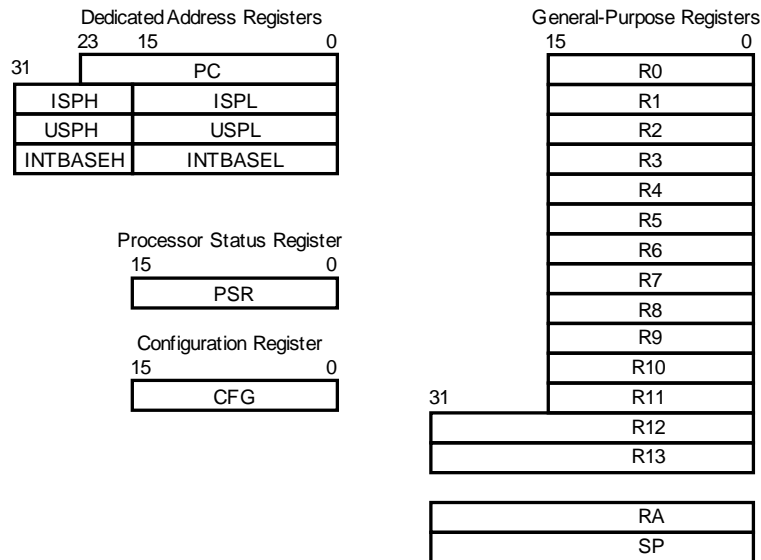 Dedicated Address Registers
23 15 0
31
PC
ISPH ISPL
USPH USPL
INTBASEH INTBASEL
Processor Status Register
15 0
PSR
Configuration Register
15 0
CFG
General-Purpose Registers
15 0
R0
R1
R2
R3
R4
R5
R6
R7
R8
R9
R10
31
R11
R12
R13
RA
SP